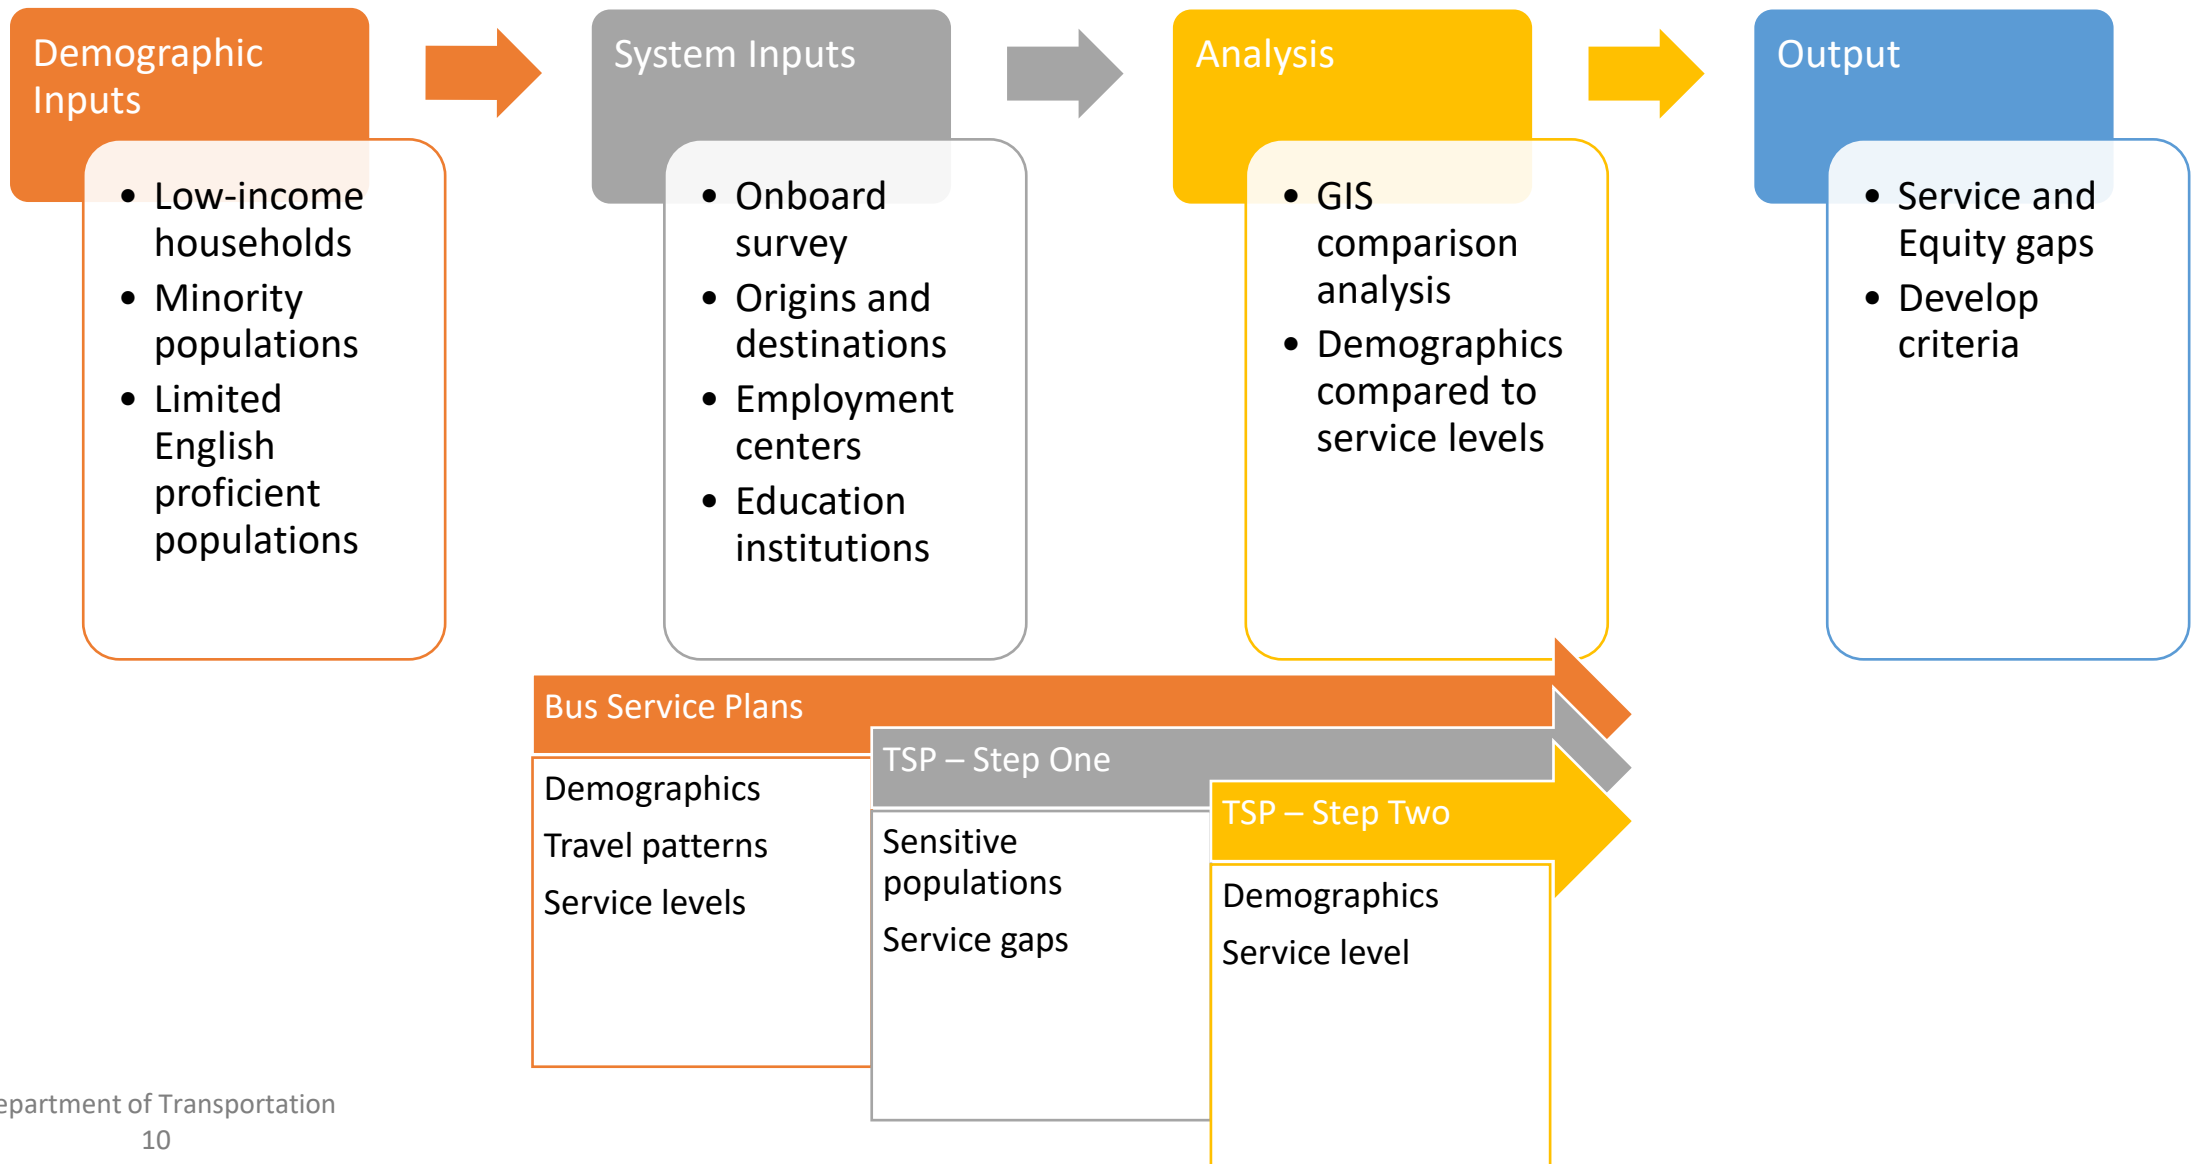 Demographic
Inputs
• Low-income
households
• Minority
populations
• Limited
English
proficient
populations
System Inputs
• Onboard
survey
• Origins and
destinations
• Employment
centers
• Education
institutions
Analysis
• GIS
comparison
analysis
• Demographics
compared to
service levels
Output
• Service and
Equity gaps
• Develop
criteria
Bus Service Plans
Demographics
Travel patterns
Service levels
TSP – Step One
Sensitive
populations
Service gaps
TSP – Step Two
Demographics
Service level
epartment of Transportation
10